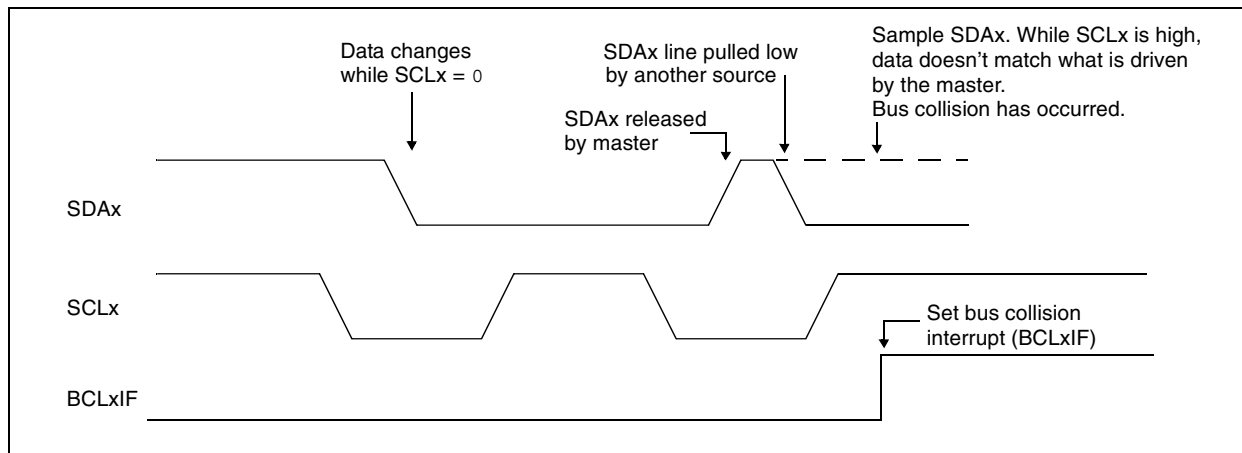 Data changes
while SCLx = 0
SDAx line pulled low
by another source
SDAx released
by master
Sample SDAx. While SCLx is high,
data doesn't match what is driven
by the master.
Bus collision has occurred.
SDAx
SCLx
Set bus collision
interrupt (BCLxIF)
BCLxIF